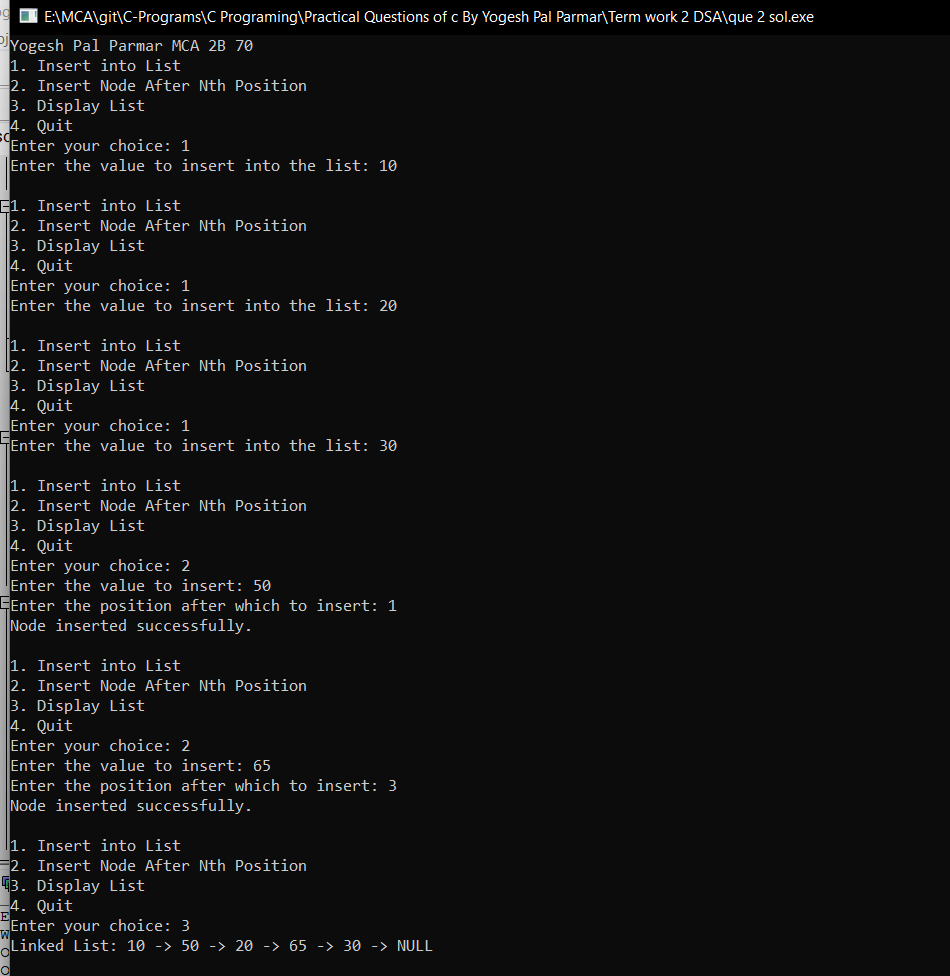 E:\MCA\git\C-Programs\C Programing\Practical Questions of c By Yogesh Pal Parmar\Term work 2 DSA\que 2 sol.exe
Yogesh Pal Parmar MCA 2B 70
1. Insert into List
2. Insert Node After Nth Position
3. Display List
4. Quit
Enter your choice: 1
Enter the value to insert into the list: 10
1. Insert into List
2. Insert Node After Nth Position
3. Display List
4. Quit
Enter your choice: 1
Enter the value to insert into the list: 20
1. Insert into List
2. Insert Node After Nth Position
3. Display List
4. Quit
Enter your choice: 1
Enter the value to insert into the list: 30
1. Insert into List
2. Insert Node After Nth Position
3. Display List
4. Quit
Enter your choice: 2
Enter the value to insert: 50
Enter the position after which to insert: 1
Node inserted successfully.
1. Insert into List
2. Insert Node After Nth Position
3. Display List
4. Quit
Enter your choice: 2
Enter the value to insert: 65
Enter the position after which to insert: 3
Node inserted successfully.
1. Insert into List
2. Insert Node After Nth Position
3. Display List
4. Quit
Enter your choice: 3
Linked List: 10 -> 50 -> 20 -> 65 -> 30 -> NULL